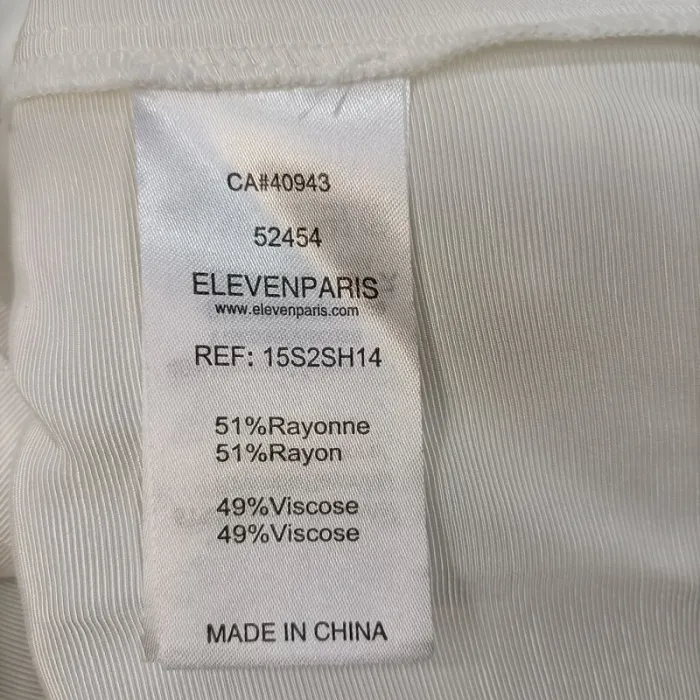 CA#40943
52454
ELEVENPARIS
www.elevenparis.com
REF: 15S2SH14
51%Rayonne
51%Rayon
49%Viscose
49%Viscose
MADE IN CHINA